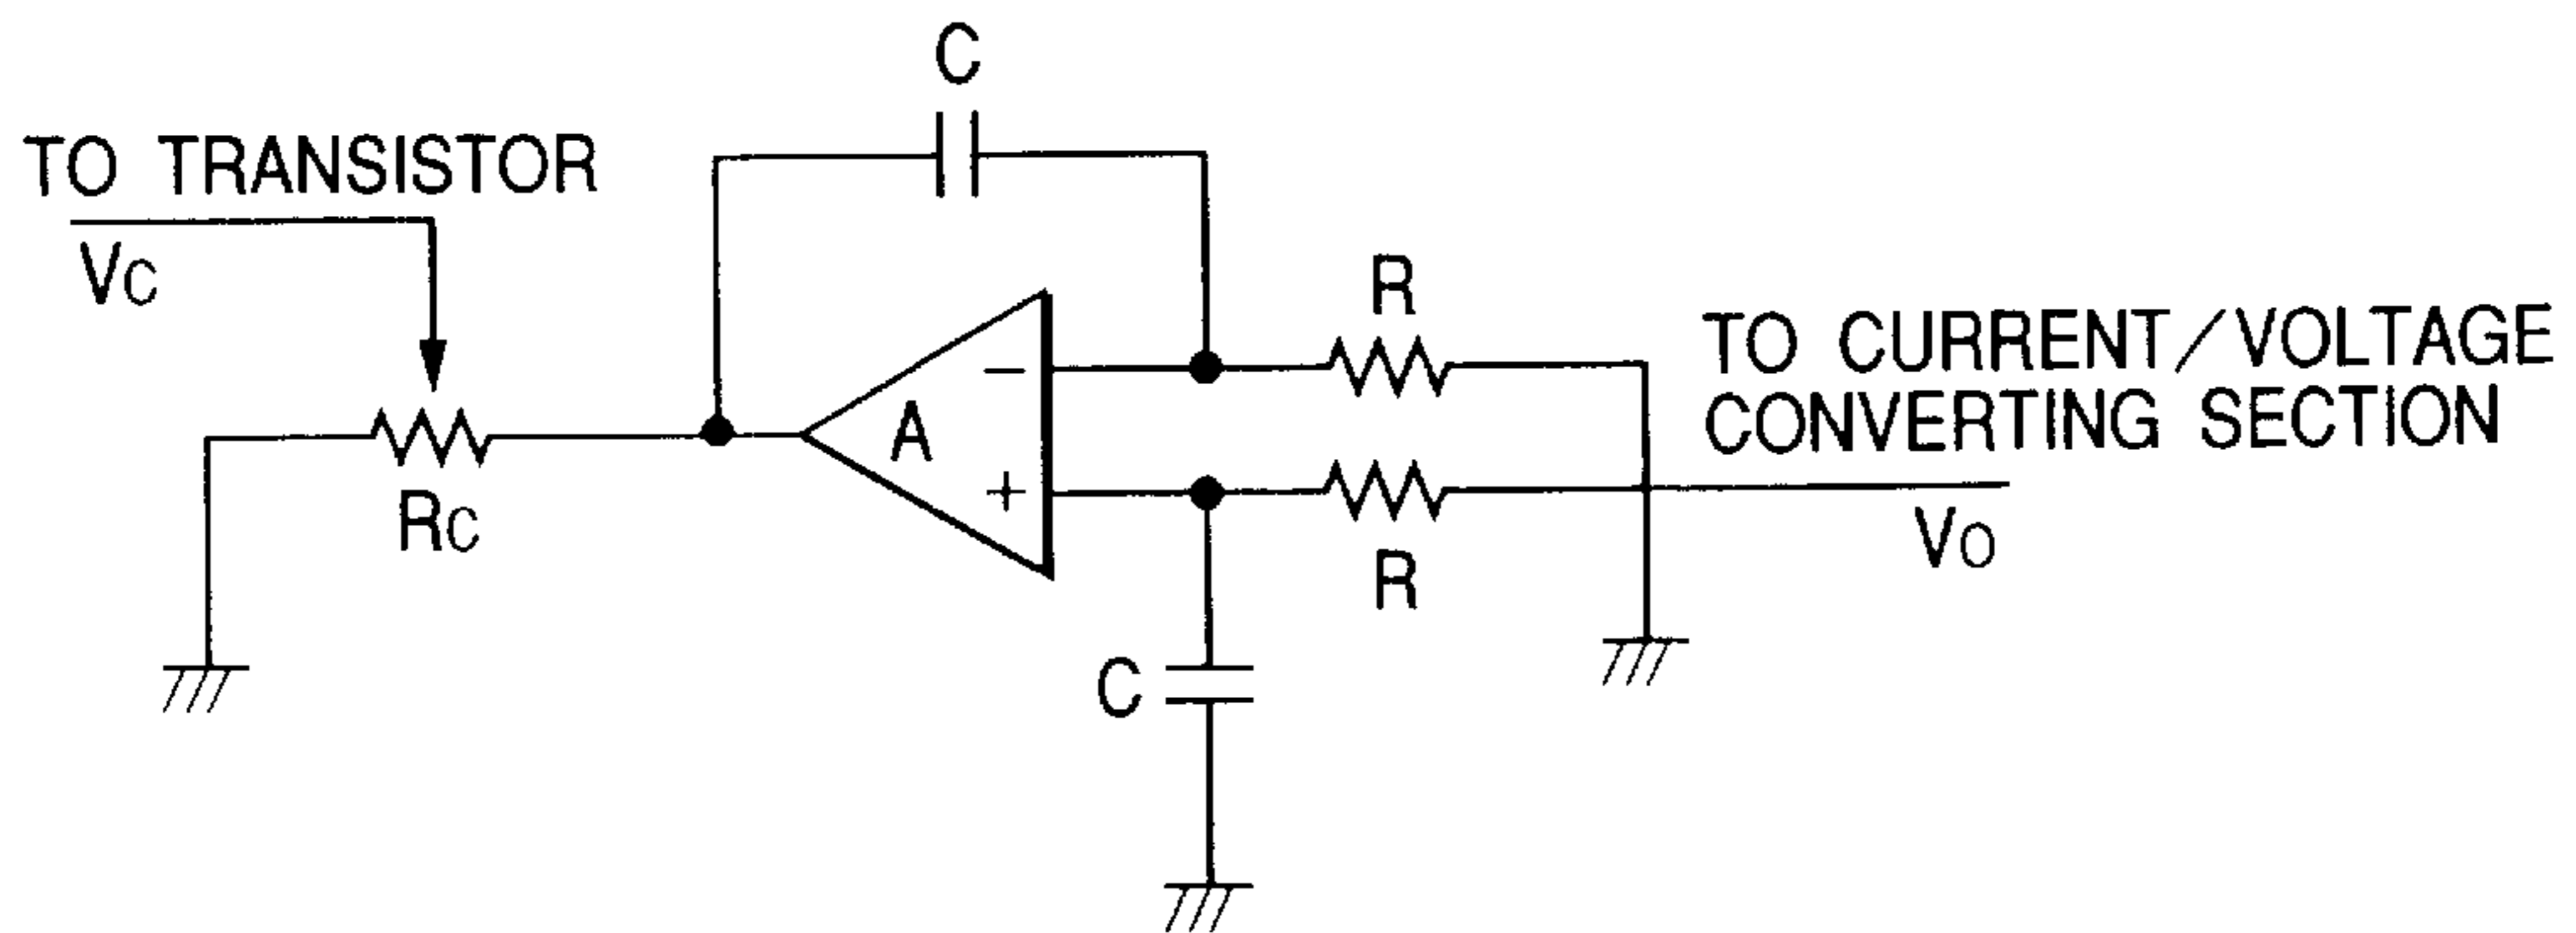 C
TO TRANSISTOR
VC
R
TO CURRENT/VOLTAGE
CONVERTING SECTION
−
A
+
RC
R
VO
C